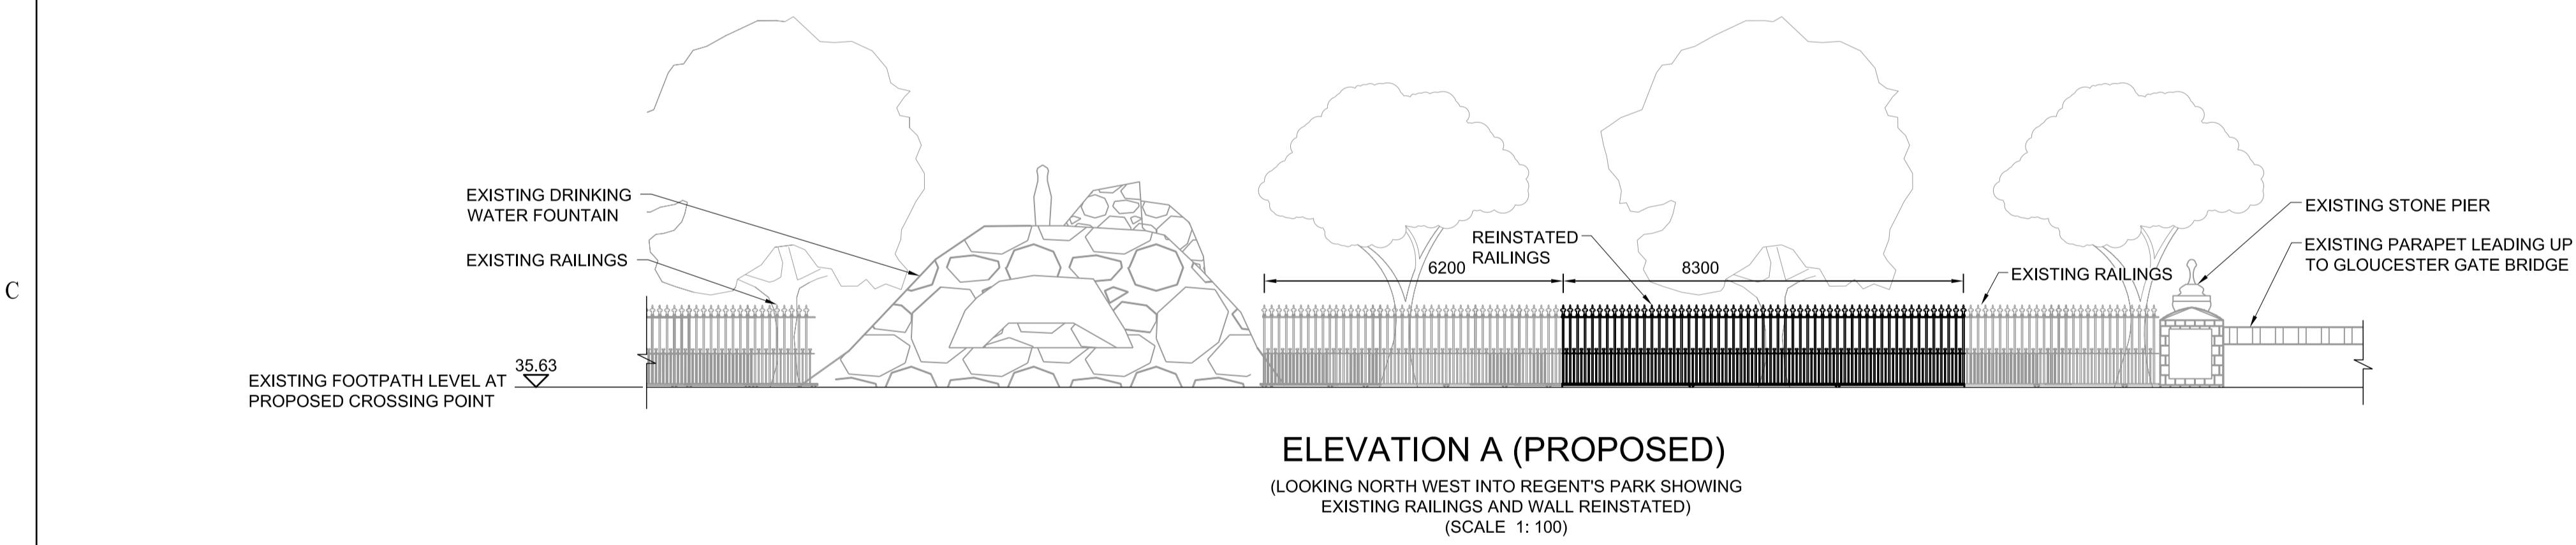 C
EXISTING DRINKING
WATER FOUNTAIN
EXISTING RAILINGS
35.63
EXISTING FOOTPATH LEVEL AT
PROPOSED CROSSING POINT
REINSTATED
RAILINGS
6200
8300
EXISTING RAILINGS
EXISTING STONE PIER
EXISTING PARAPET LEADING UP
TO GLOUCESTER GATE BRIDGE
ELEVATION A (PROPOSED)
(LOOKING NORTH WEST INTO REGENT'S PARK SHOWING
EXISTING RAILINGS AND WALL REINSTATED)
(SCALE 1: 100)